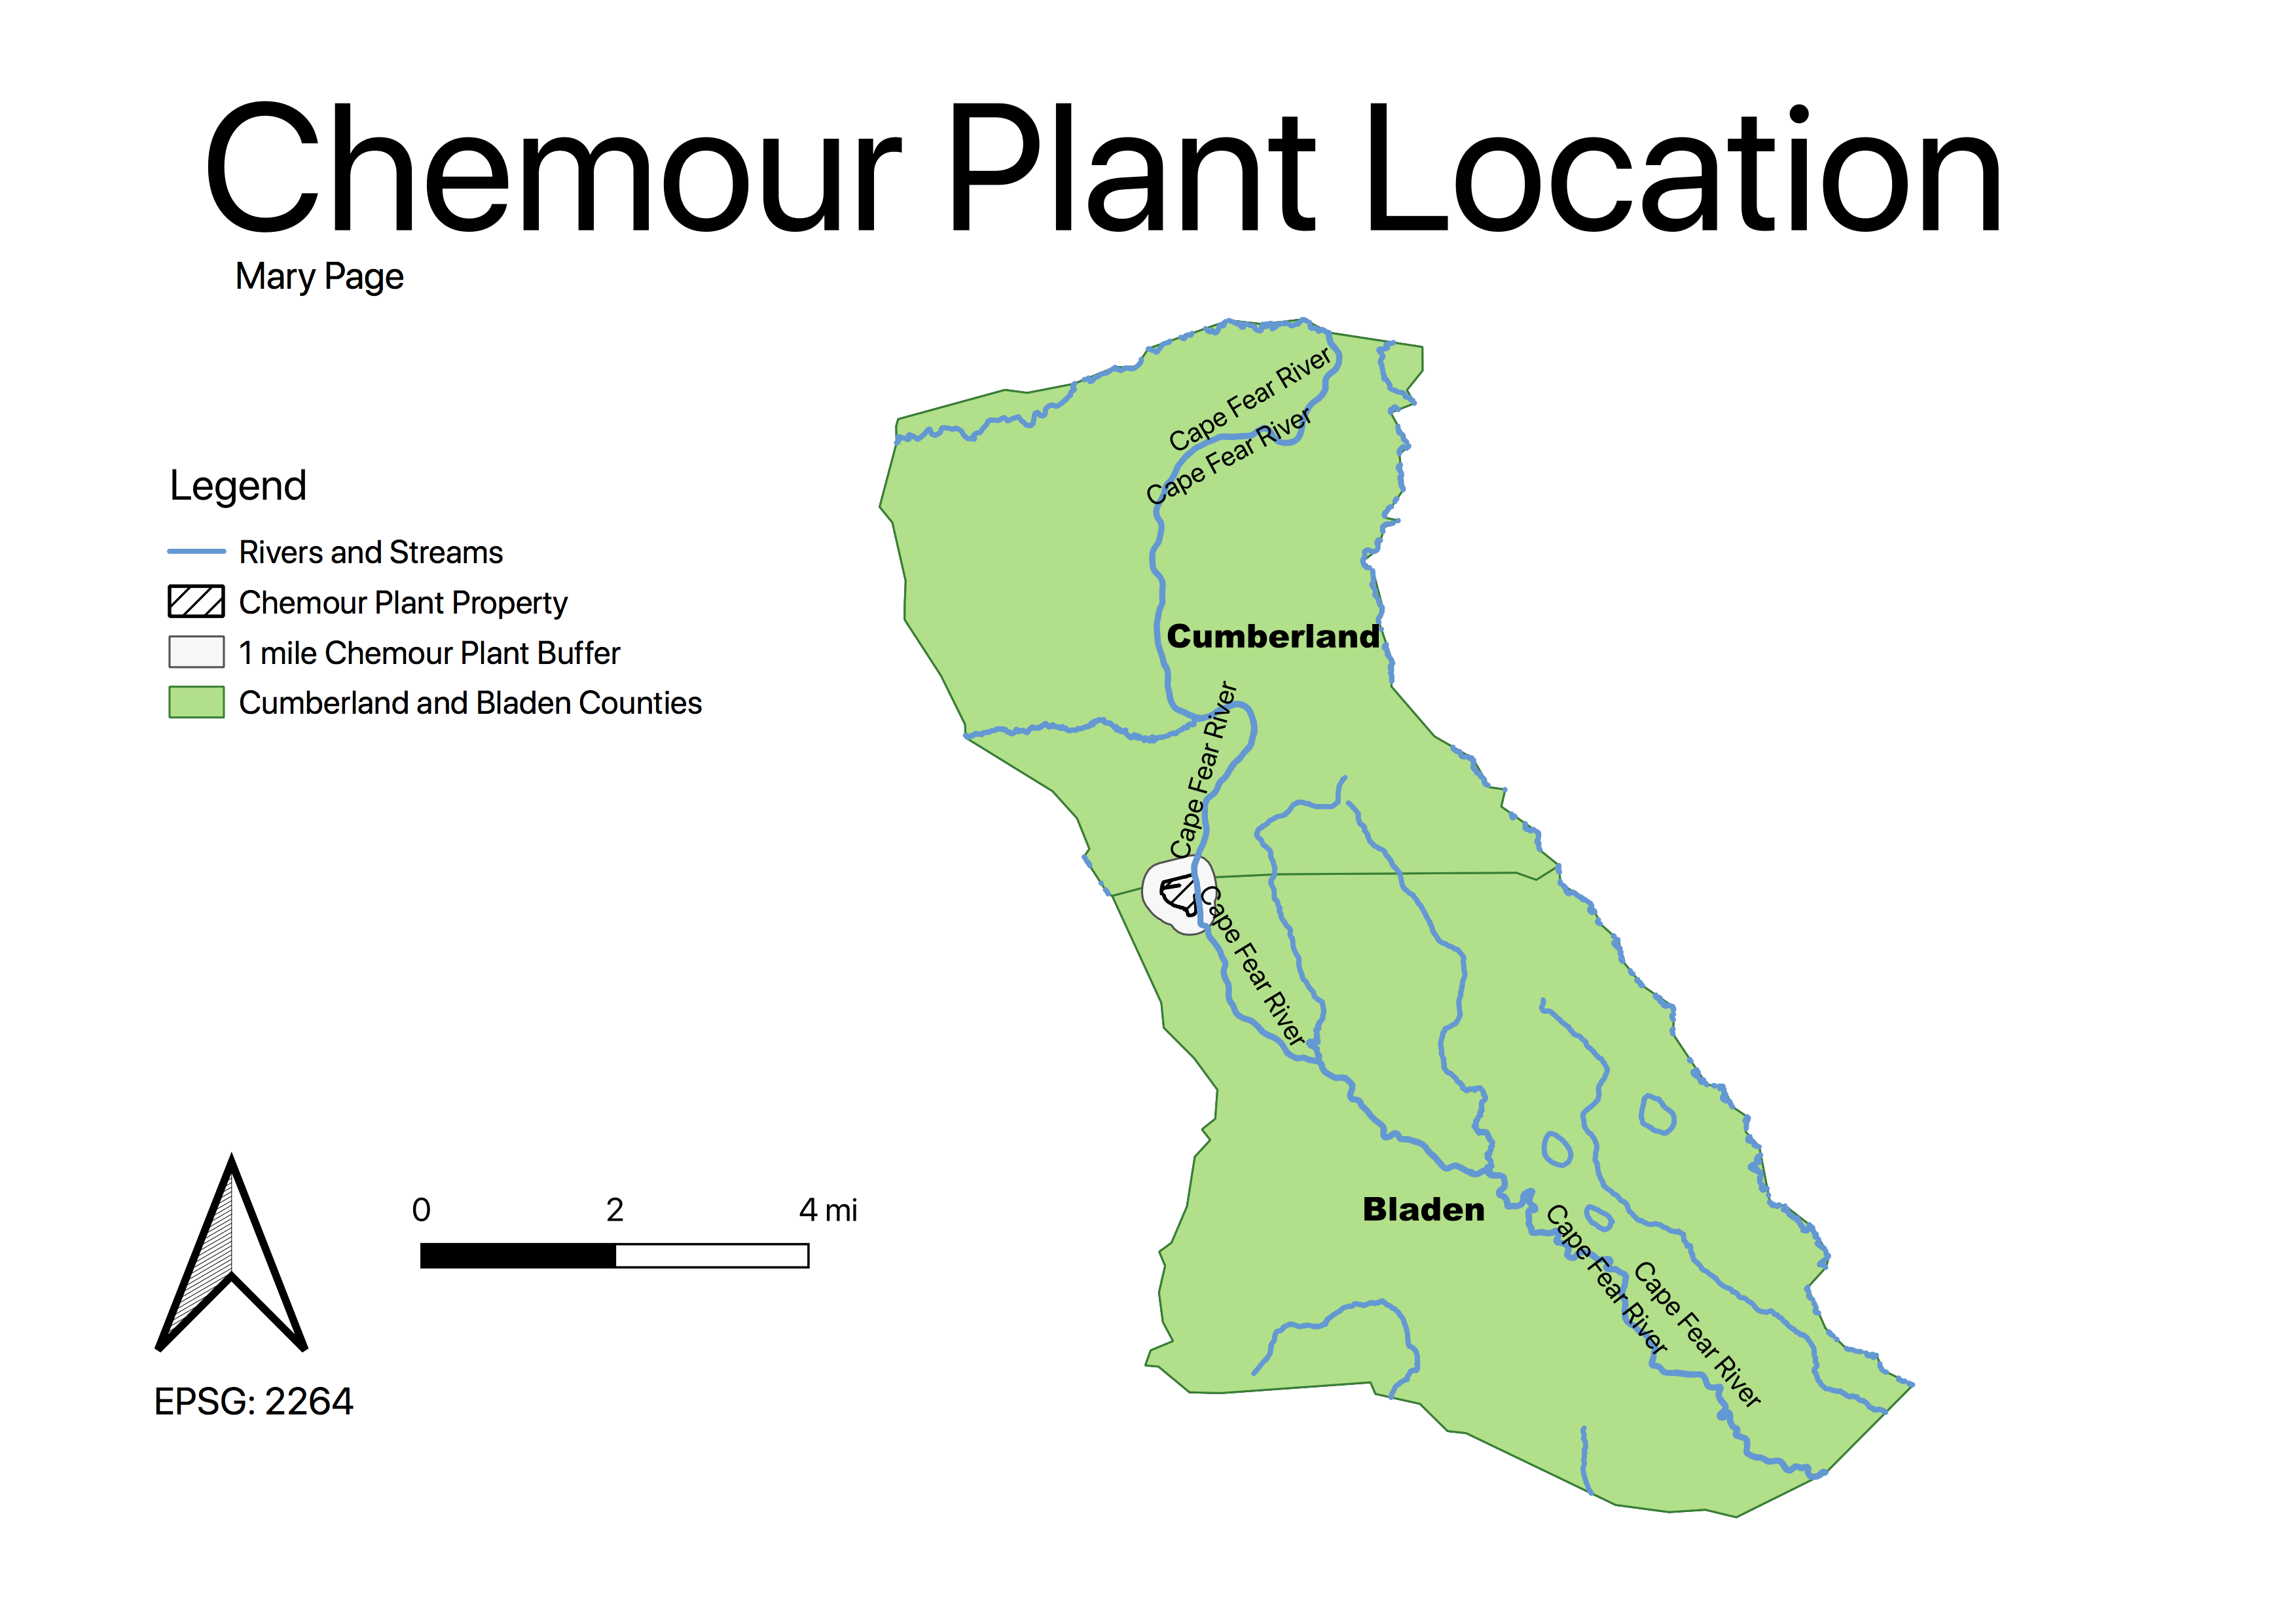 Chemour Plant Location
Mary Page
Cape Fear River
Cape Fear River
Legend
Rivers and Streams
Chemour Plant Property
1 mile Chemour Plant Buffer
Cumberland and Bladen Counties
Cumberland
Cape Fear River
Cape Fear River
Bladen
Cape Fear River
Cape Fear River
0 2 4 mi
EPSG: 2264